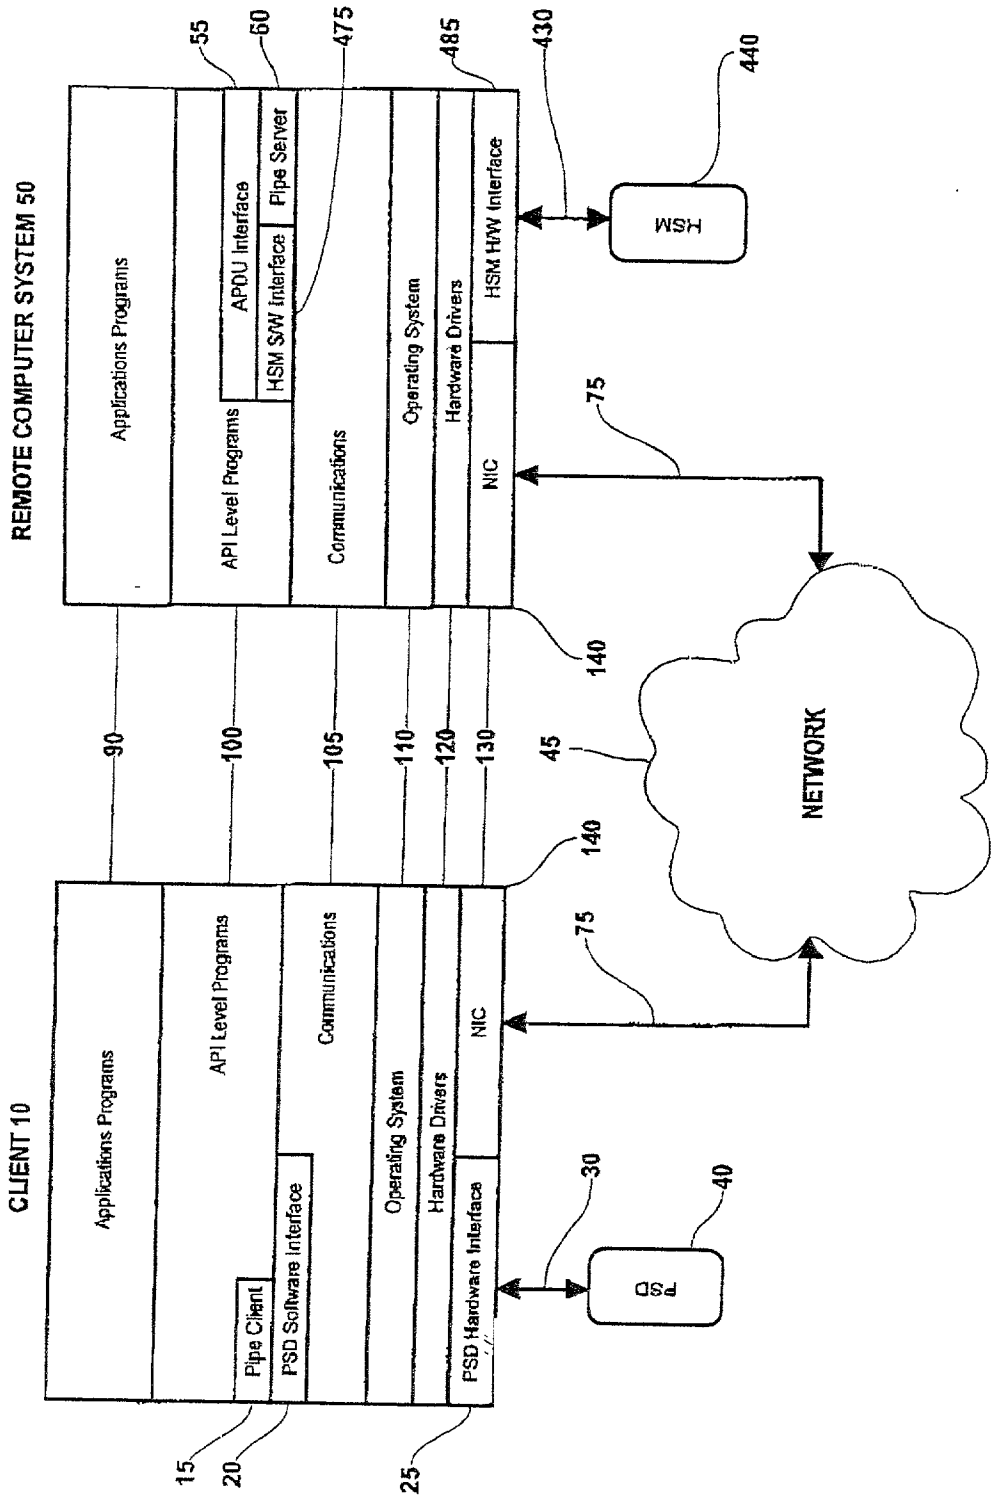 CLIENT 10
REMOTE COMPUTER SYSTEM 50
Applications Programs
90
Applications Programs
API Level Programs
100
API Level Programs
Pipe Client
15
APDU Interface
55
PSD Software Interface
20
HSM S/W Interface
Pipe Server
60
475
Communications
105
Communications
Operating System
110
Operating System
Hardware Drivers
120
Hardware Drivers
PSD Hardware Interface
NIC
25
130
NIC
HSM H/W Interface
485
140
140
30
75
45
75
430
PSD
40
NETWORK
HSM
440